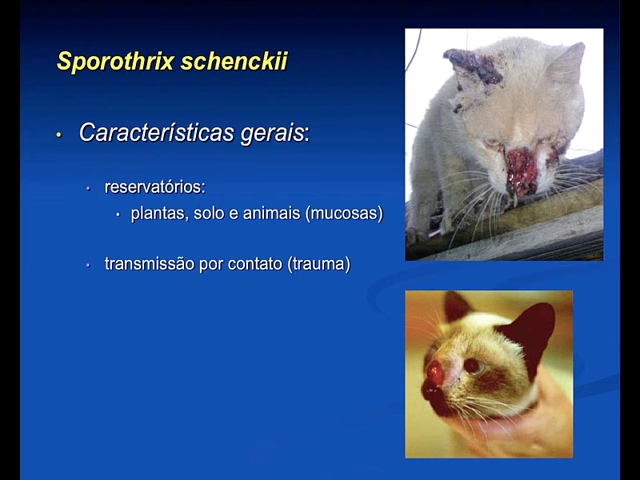 Sporothrix schenckii
• Características gerais:
• reservatórios:
• plantas, solo e animais (mucosas)
• transmissão por contato (trauma)